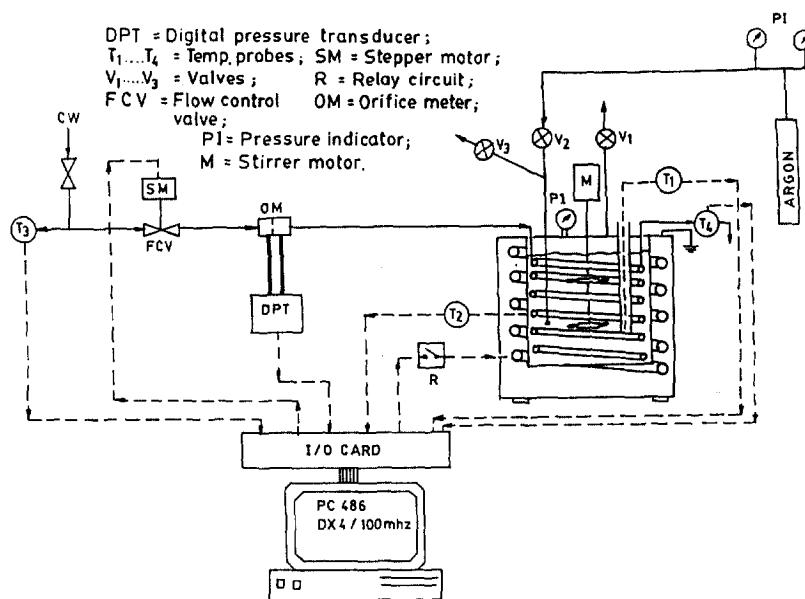 DPT = Digital pressure transducer;
T1....T4 = Temp. probes; SM = Stepper motor;
V1....V3 = Valves; R = Relay circuit;
FCV = Flow control valve; OM = Orifice meter;
PI = Pressure indicator;
M = Stirrer motor.
PI
CW
V3
V2
V1
ARGON
SM
M
T1
PI
T3
FCV
OM
T4
DPT
T2
R
I/O CARD
PC 486
DX4/100mhz